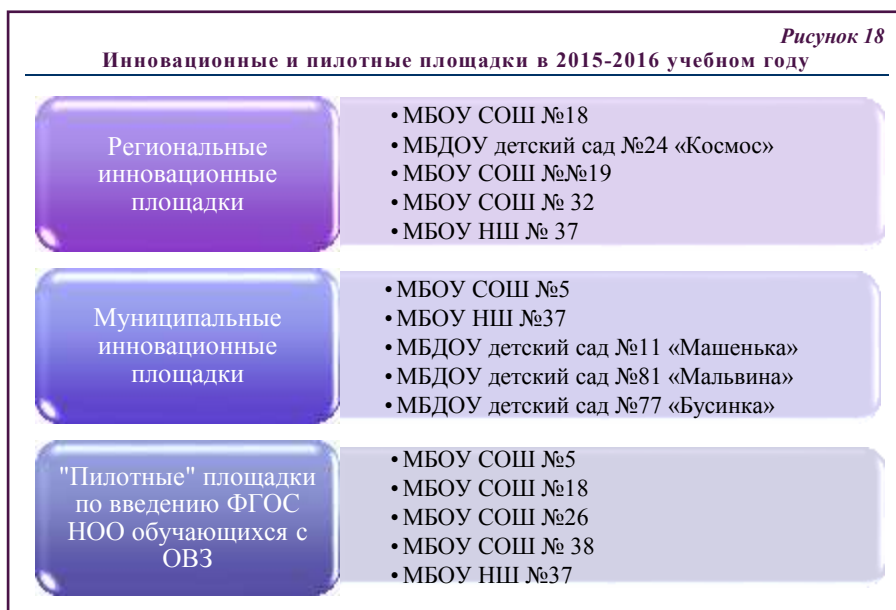 Рисунок 18
Инновационные и пилотные площадки в 2015-2016 учебном году
Региональные
инновационные
площадки
•МБОУ СОШ №18
•МБДОУ детский сад №24 «Космос»
•МБОУ СОШ №№19
•МБОУ СОШ № 32
•МБОУ НШ № 37
Муниципальные
инновационные
площадки
•МБОУ СОШ №5
•МБОУ НШ №37
•МБДОУ детский сад №11 «Машенька»
•МБДОУ детский сад №81 «Мальвина»
•МБДОУ детский сад №77 «Бусинка»
"Пилотные" площадки
по введению ФГОС
НОО обучающихся с
ОВЗ
•МБОУ СОШ №5
•МБОУ СОШ №18
•МБОУ СОШ №26
•МБОУ СОШ № 38
•МБОУ НШ №37